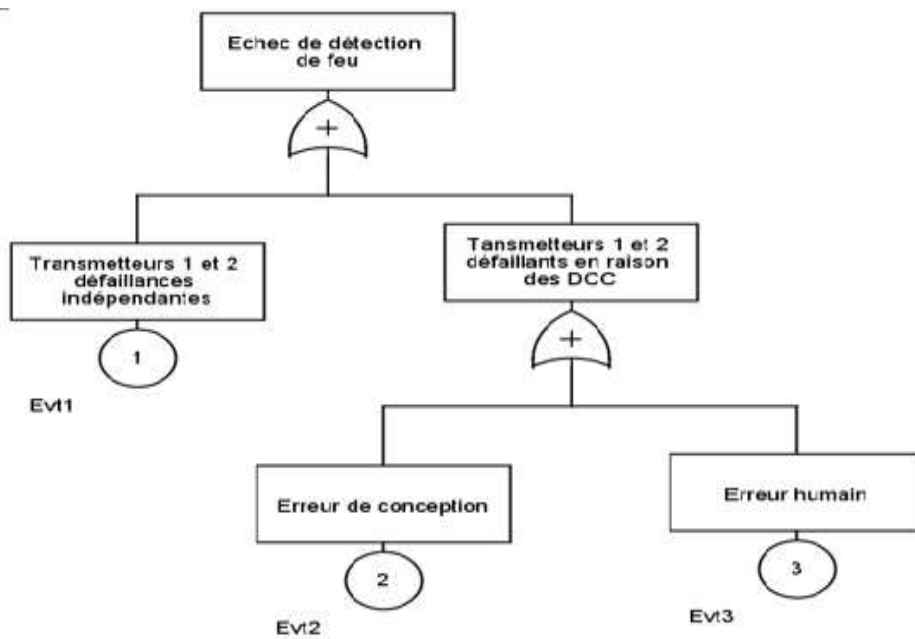 Echec de détection
de feu
+
Transmetteurs 1 et 2
défaillances
indépendantes
Tansmetteurs 1 et 2
défaillants en raison
des DCC
1
+
Evt1
Erreur de conception
Erreur humain
2
3
Evt2
Evt3